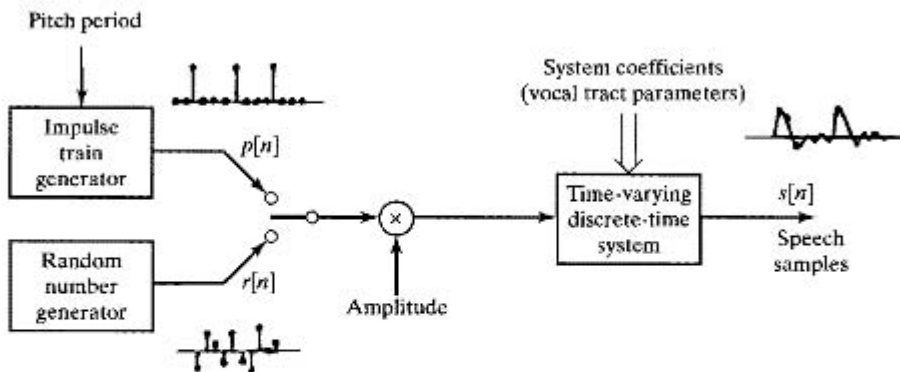 Pitch period
Impulse
train
generator
p[n]
System coefficients
(vocal tract parameters)
×
Time-varying
discrete-time
system
s[n]
Speech
samples
Random
number
generator
r[n]
Amplitude